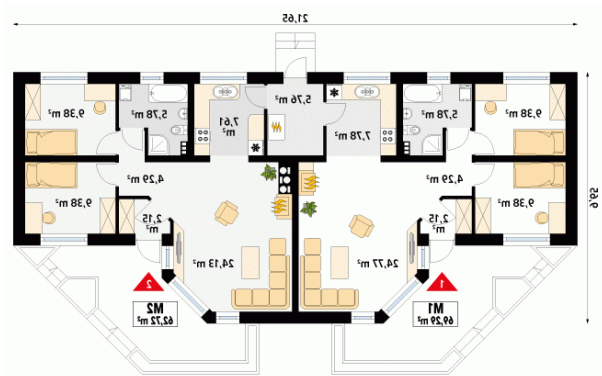 21,65
9,38 m²
5,78 m²
7,61
m²
5,76 m²
7,78 m²
5,78 m²
9,38 m²
9,38 m²
4,29 m²
2,15
m²
24,13 m²
24,77 m²
4,29 m²
2,15
m²
9,38 m²
9,65
2
M2
62,72 m²
1
M1
69,29 m²